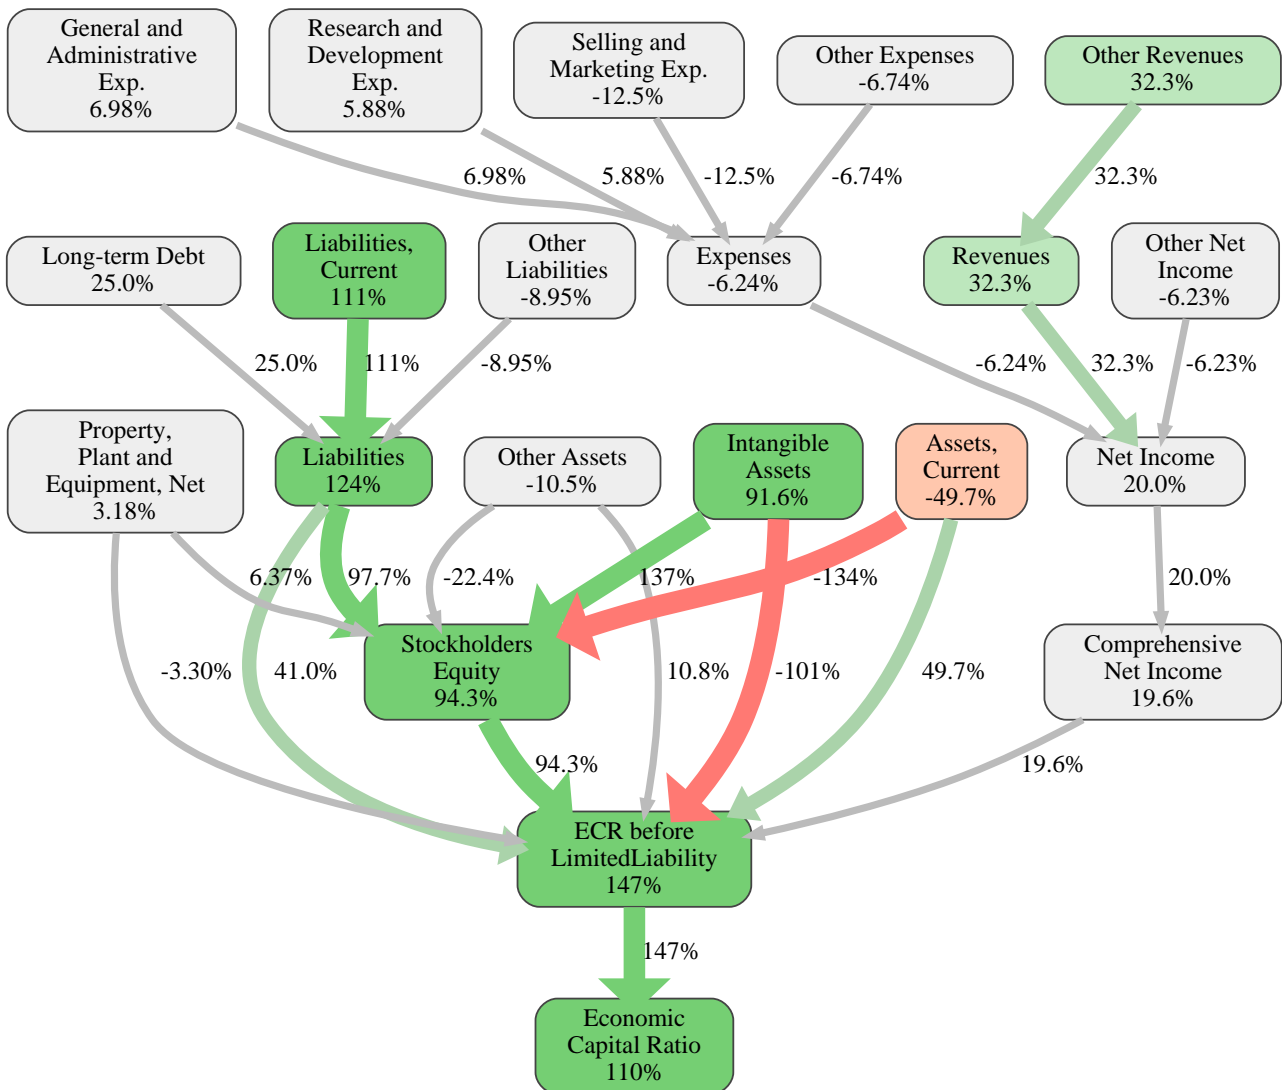 General and
Administrative
Exp.
6.98%
Research and
Development
Exp.
5.88%
Selling and
Marketing Exp.
-12.5%
Other Expenses
-6.74%
Other Revenues
32.3%
6.98%
5.88%
-12.5%
-6.74%
32.3%
Long-term Debt
25.0%
Liabilities,
Current
111%
Other
Liabilities
-8.95%
Expenses
-6.24%
Revenues
32.3%
Other Net
Income
-6.23%
25.0%
111%
-8.95%
-6.24%
32.3%
-6.23%
Property,
Plant and
Equipment, Net
3.18%
Liabilities
124%
Other Assets
-10.5%
Intangible
Assets
91.6%
Assets,
Current
-49.7%
Net Income
20.0%
6.37%
97.7%
-22.4%
137%
-134%
20.0%
Stockholders
Equity
94.3%
Comprehensive
Net Income
19.6%
-3.30%
41.0%
10.8%
-101%
49.7%
94.3%
19.6%
ECR before
LimitedLiability
147%
147%
Economic
Capital Ratio
110%